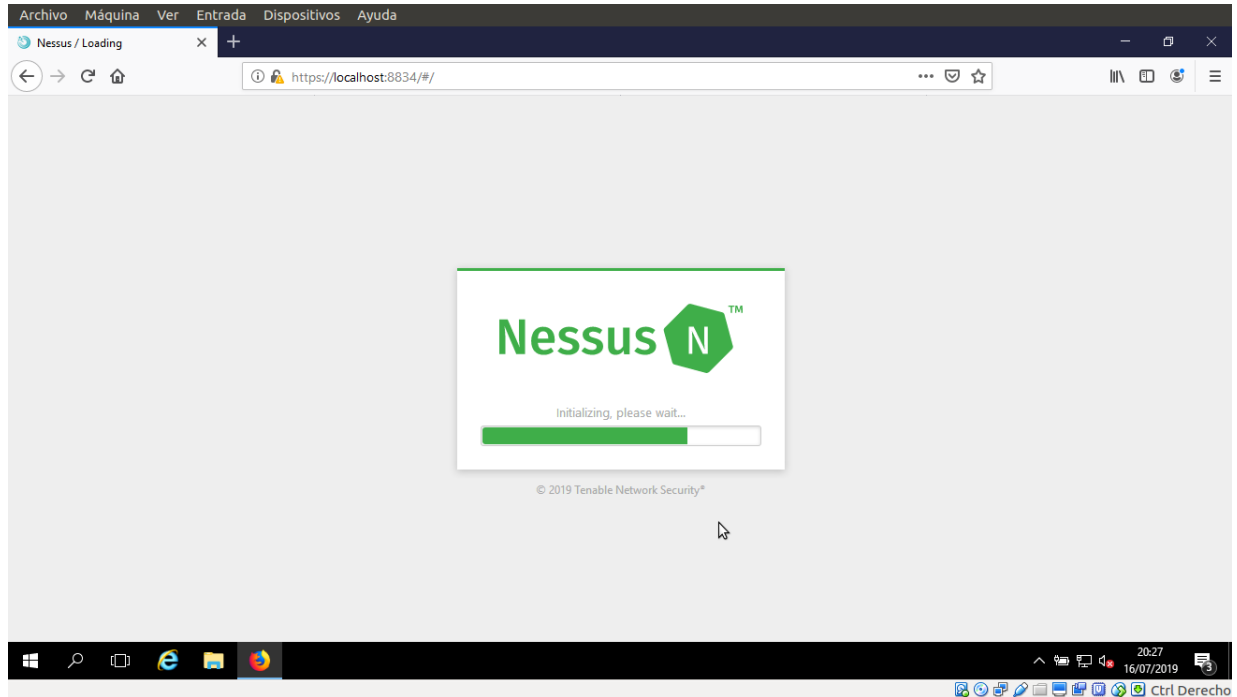 Archivo Máquina Ver Entrada Dispositivos Ayuda
Nessus / Loading
https://localhost:8834/#/
Nessus N ™
Initializing, please wait...
© 2019 Tenable Network Security®
20:27
16/07/2019
3
Ctrl Derecho